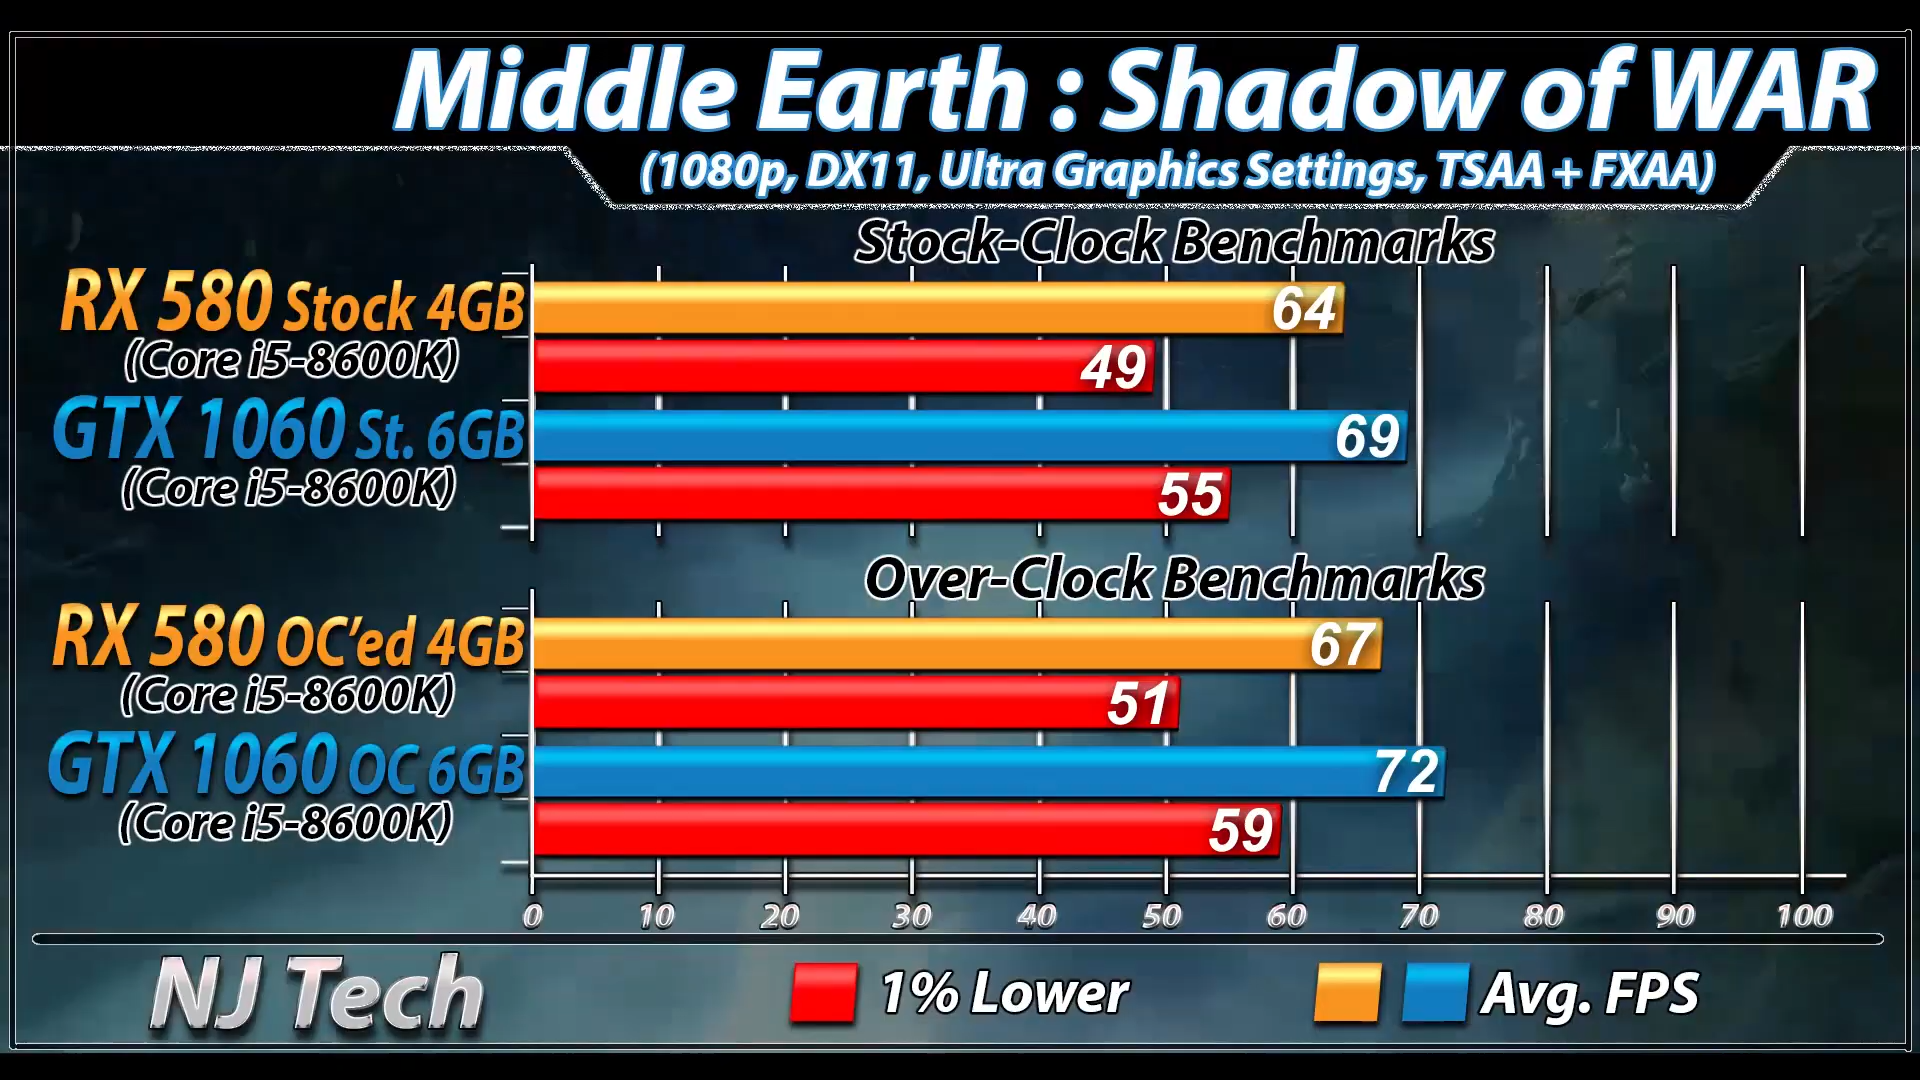 Middle Earth : Shadow of WAR
(1080p, DX11, Ultra Graphics Settings, TSAA + FXAA)
Stock-Clock Benchmarks
RX 580 Stock 4GB
64
(Core i5-8600K)
49
GTX 1060 St. 6GB
69
(Core i5-8600K)
55
Over-Clock Benchmarks
RX 580 OC'ed 4GB
67
(Core i5-8600K)
51
GTX 1060 OC 6GB
72
(Core i5-8600K)
59
0 10 20 30 40 50 60 70 80 90 100
NJ Tech
1% Lower
Avg. FPS